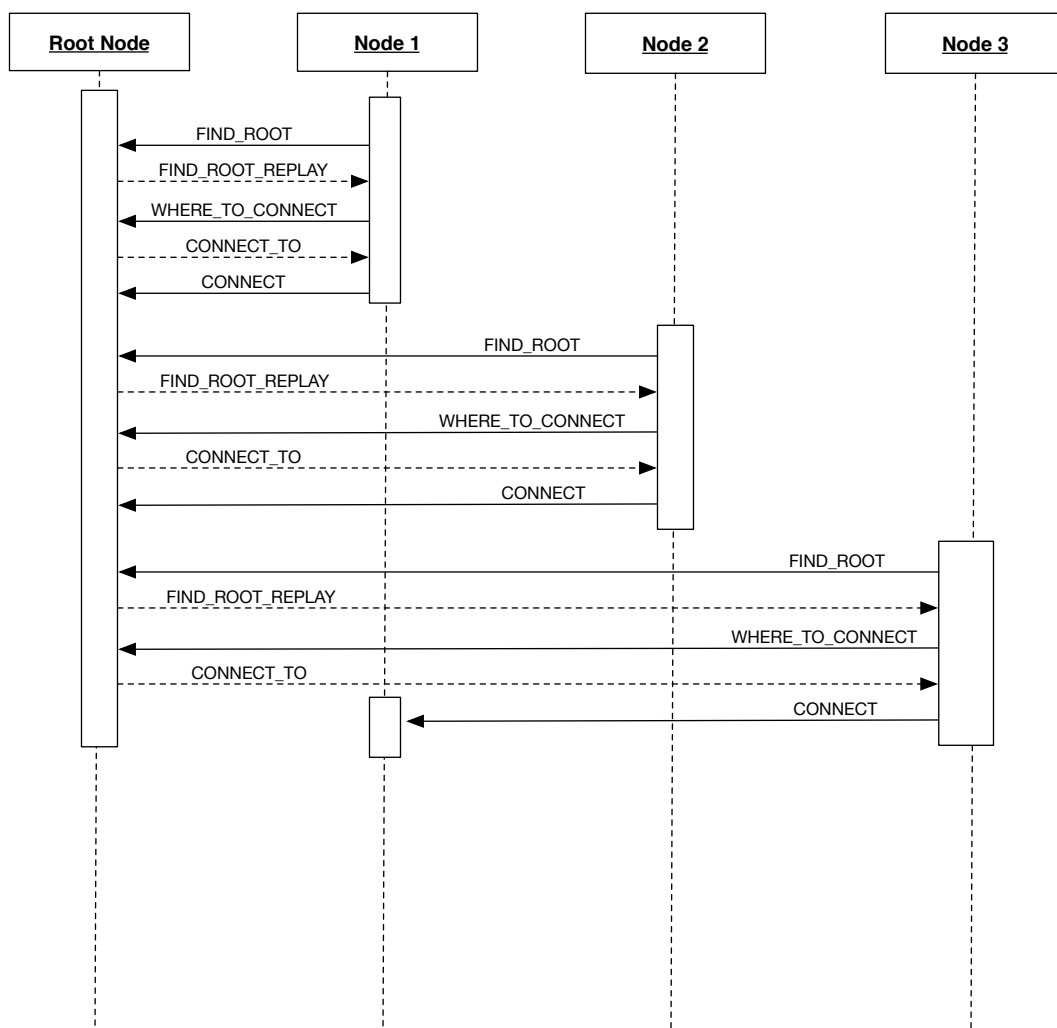 Root Node
Node 1
Node 2
Node 3
FIND_ROOT
FIND_ROOT_REPLAY
WHERE_TO_CONNECT
CONNECT_TO
CONNECT
FIND_ROOT
FIND_ROOT_REPLAY
WHERE_TO_CONNECT
CONNECT_TO
CONNECT
FIND_ROOT
FIND_ROOT_REPLAY
WHERE_TO_CONNECT
CONNECT_TO
CONNECT